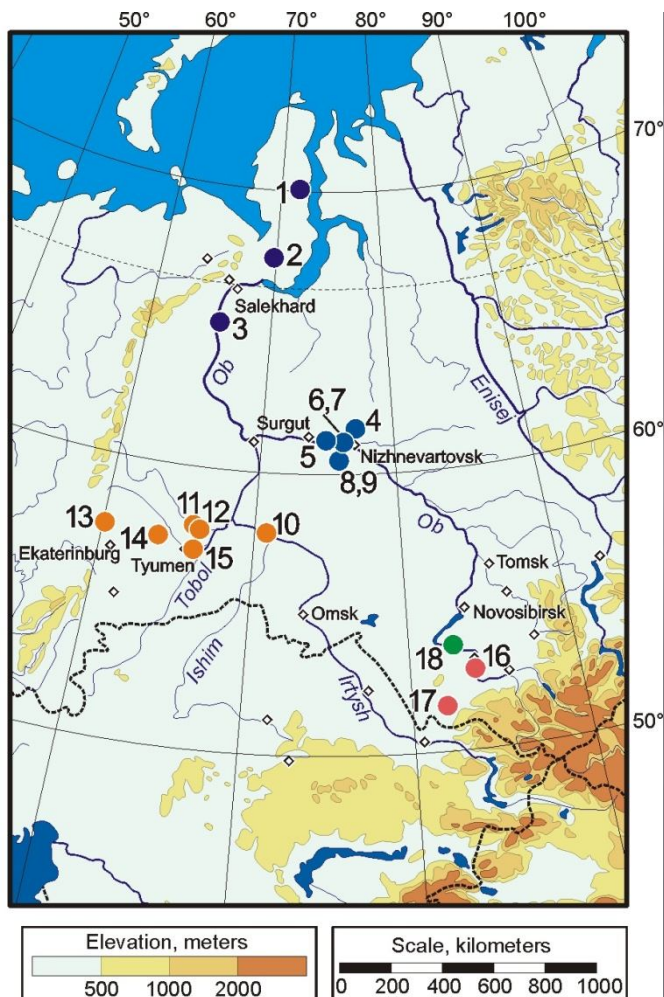 50° 60° 70° 80° 90° 100°
70°
1
2
Salekhard
3
Ob
Enisej
60°
6,7 4
Surgut
5
Nizhnevartovsk
8,9
Ob
11
12
13
10
14
Ekaterinburg
Tyumen
15
Tomsk
Tobol
Novosibirsk
Omsk
Ishim
18
16
Irtysh
17
50°
Elevation, meters
500 1000 2000
Scale, kilometers
0 200 400 600 800 1000